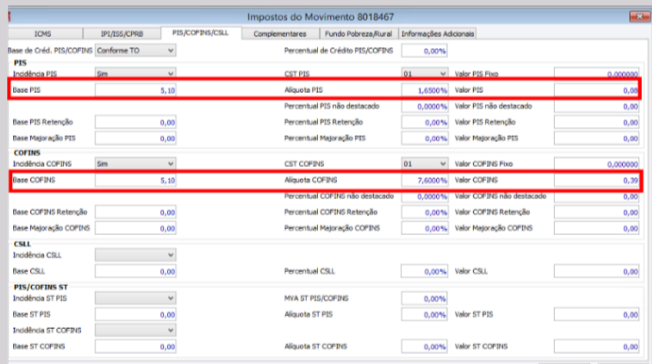 Impostos do Movimento 8018467
ICMS IPI/ISS/CPRB PIS/COFINS/CSLL Complementares Fundo Pobreza/Rural Informações Adicionais
Base de Créd. PIS/COFINS Conforme TO Percentual de Crédito PIS/COFINS 0,00%
PIS
Incidência PIS Sim CST PIS 01 Valor PIS Fixo 0,000000
Base PIS 5,10 Alíquota PIS 1,6500% Valor PIS 0,08
Percentual PIS não destacado 0,0000% Valor PIS não destacado 0,00
Base PIS Retenção 0,00 Percentual PIS Retenção 0,00% Valor PIS Retenção 0,00
Base Majoração PIS 0,00 Percentual Majoração PIS 0,00% Valor Majoração PIS 0,00
COFINS
Incidência COFINS Sim CST COFINS 01 Valor COFINS Fixo 0,000000
Base COFINS 5,10 Alíquota COFINS 7,6000% Valor COFINS 0,39
Percentual COFINS não destacado 0,0000% Valor COFINS não destacado 0,00
Base COFINS Retenção 0,00 Percentual COFINS Retenção 0,00% Valor COFINS Retenção 0,00
Base Majoração COFINS 0,00 Percentual Majoração COFINS 0,00% Valor Majoração COFINS 0,00
CSLL
Incidência CSLL
Base CSLL 0,00 Percentual CSLL 0,00% Valor CSLL 0,00
PIS/COFINS ST
Incidência ST PIS MVA ST PIS/COFINS 0,00%
Base ST PIS 0,00 Alíquota ST PIS 0,00% Valor ST PIS 0,00
Incidência ST COFINS
Base ST COFINS 0,00 Alíquota ST COFINS 0,00% Valor ST COFINS 0,00